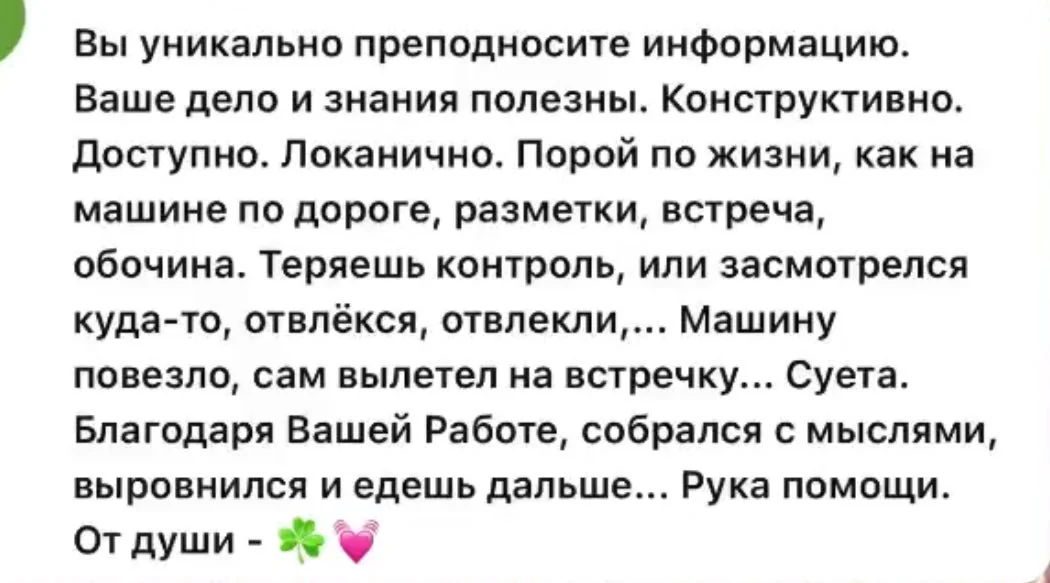 Вы уникально преподносите информацию.
Ваше дело и знания полезны. Конструктивно.
Доступно. Локанично. Порой по жизни, как на
машине по дороге, разметки, встреча,
обочина. Теряешь контроль, или засмотрелся
куда-то, отвлёкся, отвлекли,... Машину
повезло, сам вылетел на встречку... Суета.
Благодаря Вашей Работе, собрался с мыслями,
выровнился и едешь дальше... Рука помощи.
От души - ☘️💓